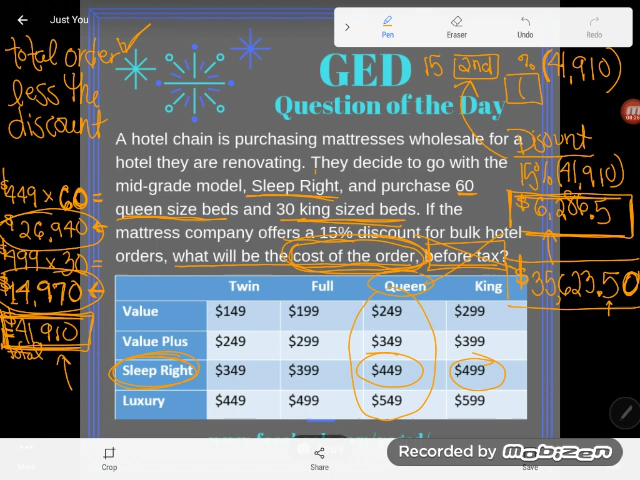 Just You
Pen
Eraser
Undo
Redo
total order
less the
discount
GED
Question of the Day
15 2nd % (41,910)
(
A hotel chain is purchasing mattresses wholesale for a
hotel they are renovating. They decide to go with the
mid-grade model, Sleep Right, and purchase 60
queen size beds and 30 king sized beds. If the
mattress company offers a 15% discount for bulk hotel
orders, what will be the cost of the order, before tax?
Discount
15% (41,910)
$6,286.5
$35,623.50
$449 x 60 =
$26,940
$499 x 30 =
$14,970
$41,910
total
Twin Full Queen King
Value $149 $199 $249 $299
Value Plus $249 $299 $349 $399
Sleep Right $349 $399 $449 $499
Luxury $449 $499 $549 $599
Crop
Share
Save
Recorded by Mobizen